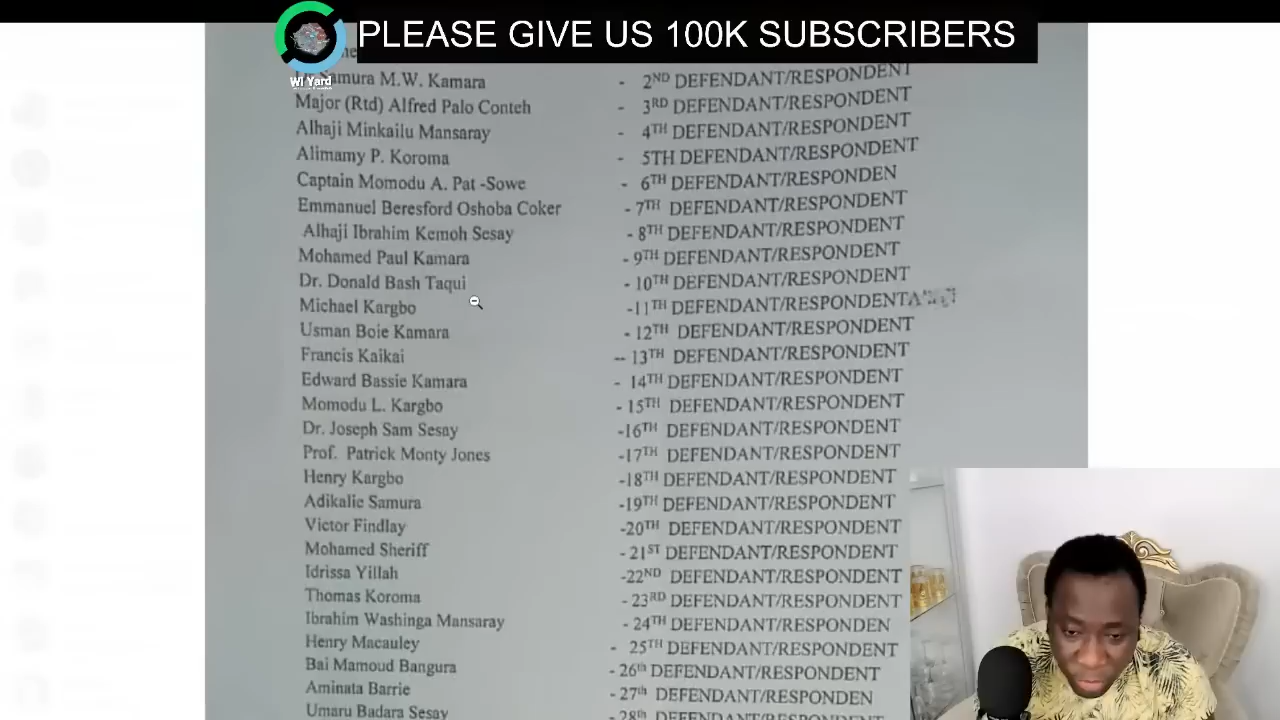 PLEASE GIVE US 100K SUBSCRIBERS
Wi Yard
Samura M.W. Kamara - 2ND DEFENDANT/RESPONDENT
Major (Rtd) Alfred Palo Conteh - 3RD DEFENDANT/RESPONDENT
Alhaji Minkailu Mansaray - 4TH DEFENDANT/RESPONDENT
Alimamy P. Koroma - 5TH DEFENDANT/RESPONDENT
Captain Momodu A. Pat -Sowe - 6TH DEFENDANT/RESPONDEN
Emmanuel Beresford Oshoba Coker - 7TH DEFENDANT/RESPONDENT
Alhaji Ibrahim Kemoh Sesay - 8TH DEFENDANT/RESPONDENT
Mohamed Paul Kamara - 9TH DEFENDANT/RESPONDENT
Dr. Donald Bash Taqui - 10TH DEFENDANT/RESPONDENT
Michael Kargbo -11TH DEFENDANT/RESPONDENT
Usman Boie Kamara - 12TH DEFENDANT/RESPONDENT
Francis Kaikai -- 13TH DEFENDANT/RESPONDENT
Edward Bassie Kamara - 14TH DEFENDANT/RESPONDENT
Momodu L. Kargbo - 15TH DEFENDANT/RESPONDENT
Dr. Joseph Sam Sesay -16TH DEFENDANT/RESPONDENT
Prof. Patrick Monty Jones -17TH DEFENDANT/RESPONDENT
Henry Kargbo -18TH DEFENDANT/RESPONDENT
Adikalie Samura -19TH DEFENDANT/RESPONDENT
Victor Findlay -20TH DEFENDANT/RESPONDENT
Mohamed Sheriff - 21ST DEFENDANT/RESPONDENT
Idrissa Yillah -22ND DEFENDANT/RESPONDENT
Thomas Koroma - 23RD DEFENDANT/RESPONDENT
Ibrahim Washinga Mansaray - 24TH DEFENDANT/RESPONDEN
Henry Macauley - 25TH DEFENDANT/RESPONDENT
Bai Mamoud Bangura - 26th DEFENDANT/RESPONDENT
Aminata Barrie - 27th DEFENDANT/RESPONDEN
Umaru Badara Sesay - 28th DEFENDANT/RESPONDENT